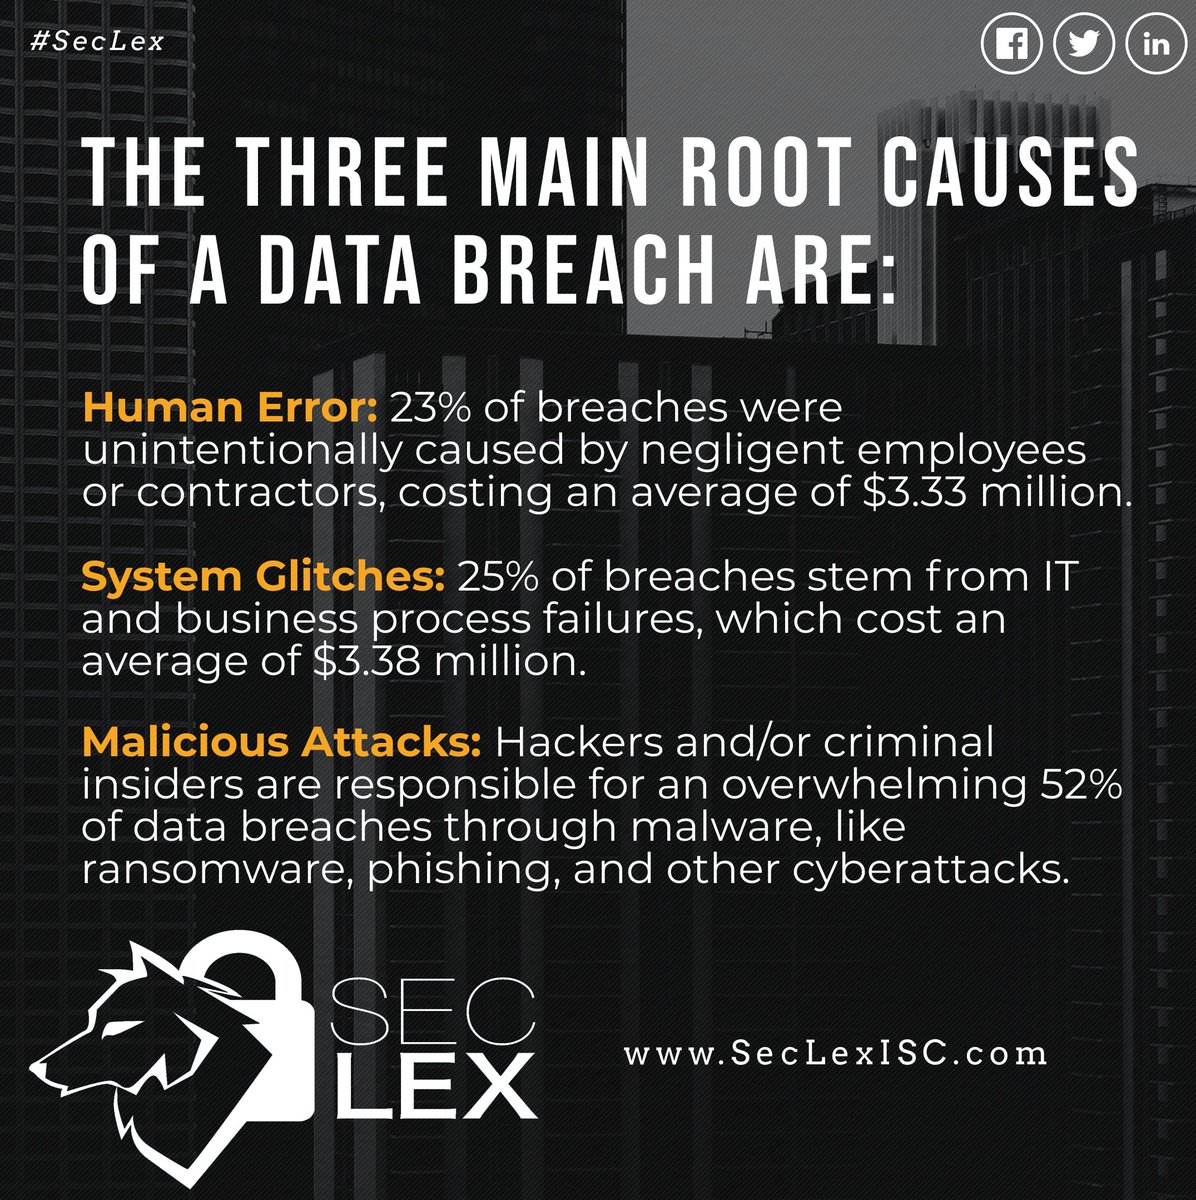 #SecLex
THE THREE MAIN ROOT CAUSES
OF A DATA BREACH ARE:
Human Error: 23% of breaches were
unintentionally caused by negligent employees
or contractors, costing an average of $3.33 million.
System Glitches: 25% of breaches stem from IT
and business process failures, which cost an
average of $3.38 million.
Malicious Attacks: Hackers and/or criminal
insiders are responsible for an overwhelming 52%
of data breaches through malware, like
ransomware, phishing, and other cyberattacks.
SEC
LEX
www.SecLexISC.com